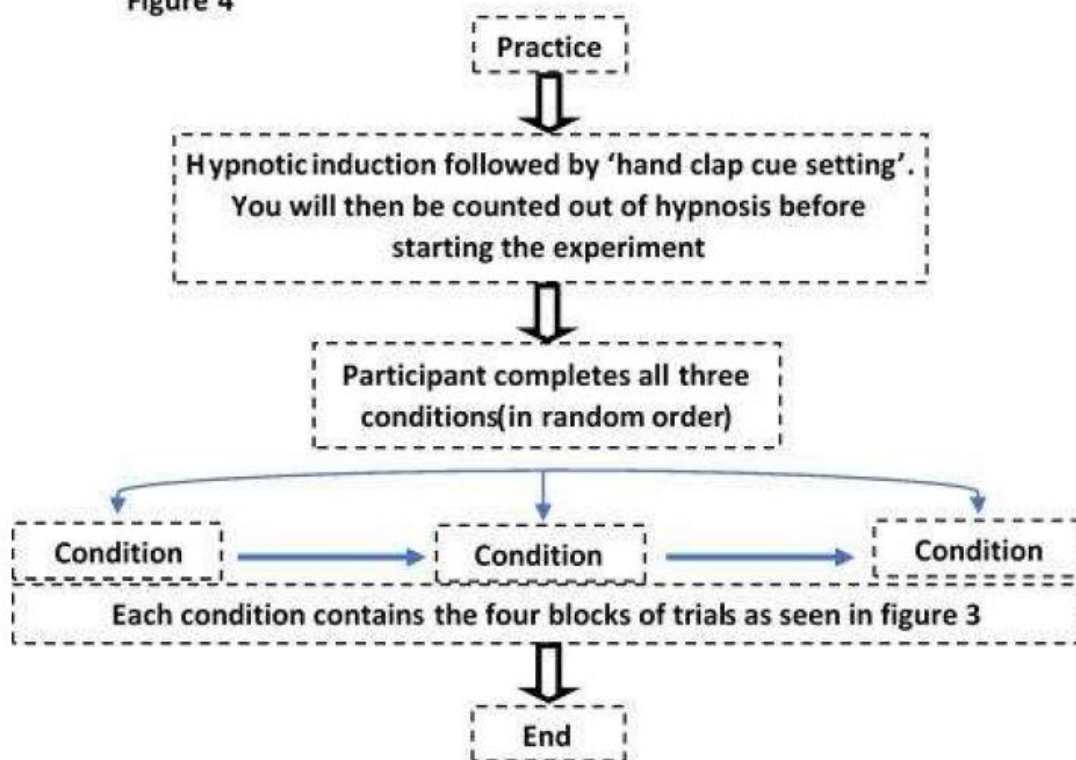 Figure 4
Practice
Hypnotic induction followed by ‘hand clap cue setting’.
You will then be counted out of hypnosis before
starting the experiment
Participant completes all three
conditions(in random order)
Condition
Condition
Condition
Each condition contains the four blocks of trials as seen in figure 3
End